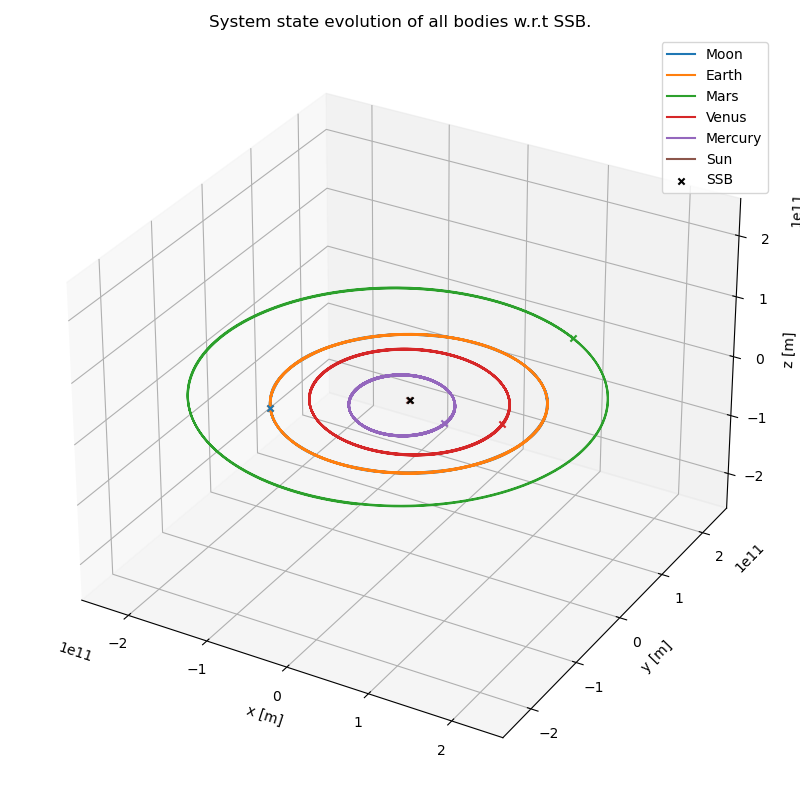 System state evolution of all bodies w.r.t SSB.
Moon
Earth
Mars
Venus
Mercury
Sun
SSB
1e11
2
1
0
−1
−2
z [m]
2
1
0
−1
−2
1e11
y [m]
1e11
−2
−1
0
1
2
x [m]